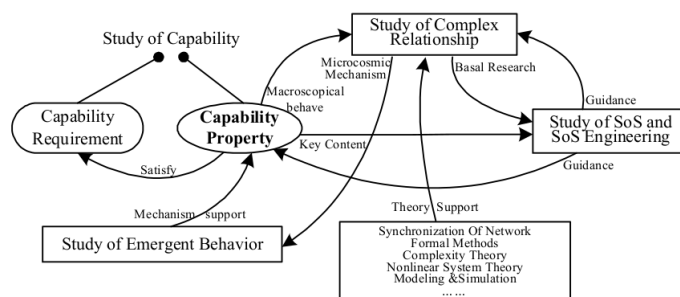 Study of Complex
Relationship
Study of Capability
Microcosmic
Mechanism
Basal Research
Macroscopical
behave
Guidance
Capability
Requirement
Capability
Property
Study of SoS and
SoS Engineering
Key Content
Satisfy
Guidance
Mechanism support
Theory Support
Study of Emergent Behavior
Synchronization Of Network
Formal Methods
Complexity Theory
Nonlinear System Theory
Modeling &Simulation
... ...